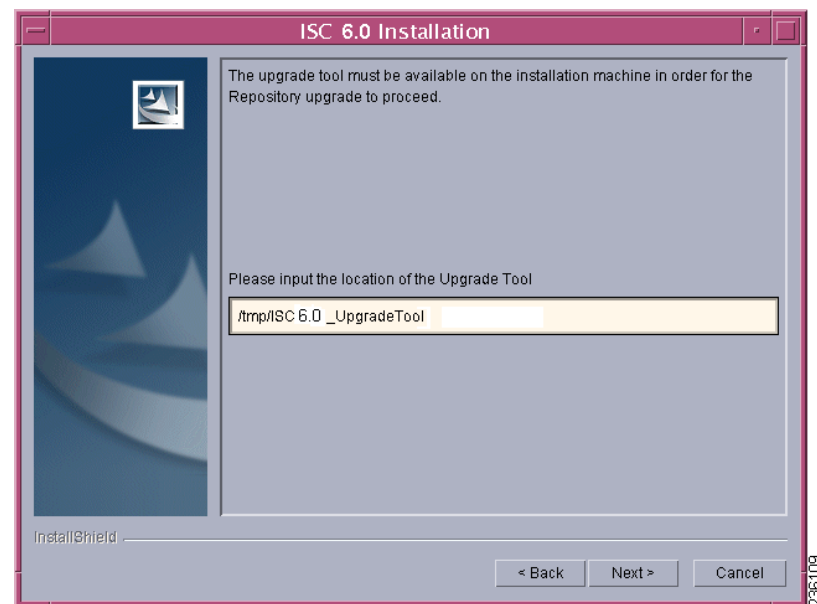 ISC 6.0 Installation
The upgrade tool must be available on the installation machine in order for the
Repository upgrade to proceed.
Please input the location of the Upgrade Tool
/tmp/ISC 6.0 _UpgradeTool
InstallShield
< Back
Next >
Cancel
236109